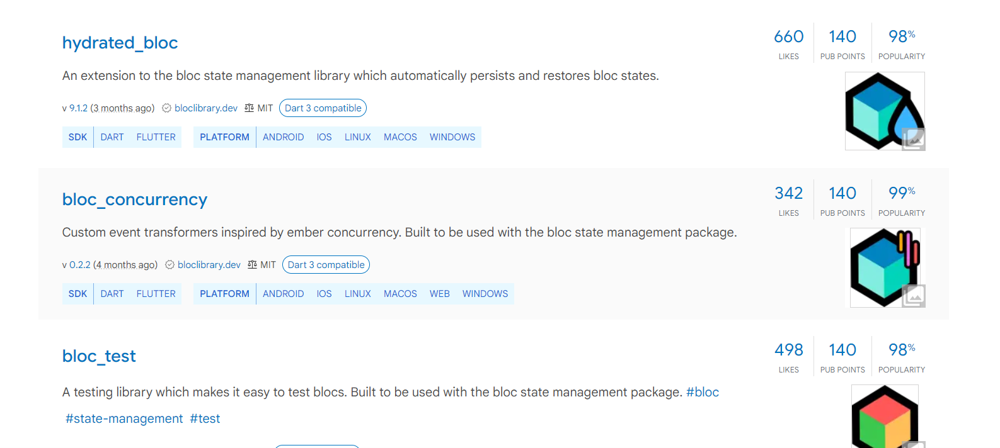 hydrated_bloc
660 140 98%
LIKES PUB POINTS POPULARITY
An extension to the bloc state management library which automatically persists and restores bloc states.
v 9.1.2 (3 months ago) bloclibrary.dev MIT Dart 3 compatible
SDK DART FLUTTER PLATFORM ANDROID IOS LINUX MACOS WINDOWS
bloc_concurrency
342 140 99%
LIKES PUB POINTS POPULARITY
Custom event transformers inspired by ember concurrency. Built to be used with the bloc state management package.
v 0.2.2 (4 months ago) bloclibrary.dev MIT Dart 3 compatible
SDK DART FLUTTER PLATFORM ANDROID IOS LINUX MACOS WEB WINDOWS
bloc_test
498 140 98%
LIKES PUB POINTS POPULARITY
A testing library which makes it easy to test blocs. Built to be used with the bloc state management package. #bloc
#state-management #test